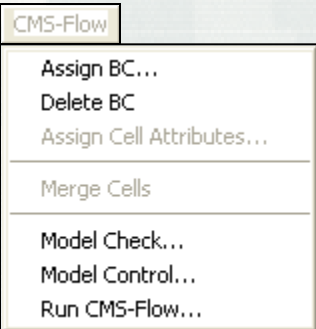 CMS-Flow
Assign BC...
Delete BC
Assign Cell Attributes...
Merge Cells
Model Check...
Model Control...
Run CMS-Flow...